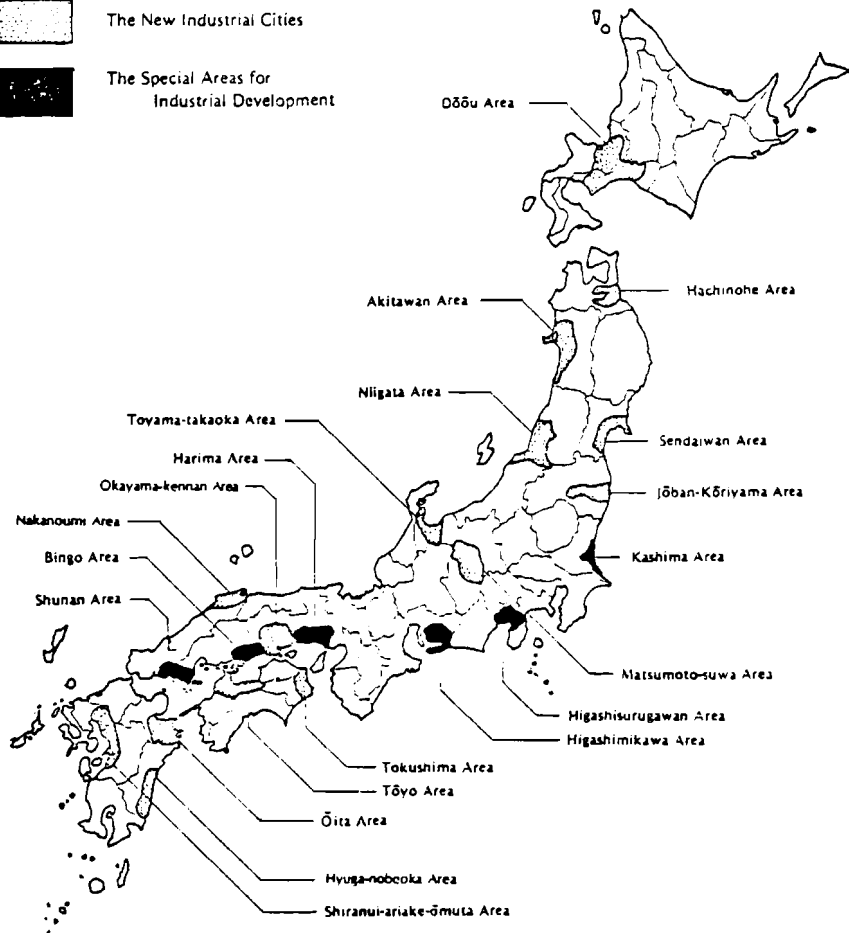 The New Industrial Cities
The Special Areas for
Industrial Development
Dōōu Area
Hachinohe Area
Akitawan Area
Niigata Area
Toyama-takaoka Area
Sendaiwan Area
Harima Area
Okayama-kennan Area
Jōban-Kōriyama Area
Nakanoumi Area
Bingo Area
Kashima Area
Shunan Area
Matsumoto-suwa Area
Higashisurugawan Area
Higashimikawa Area
Tokushima Area
Tōyo Area
Ōita Area
Hyuga-nobeoka Area
Shiranui-ariake-ōmuta Area